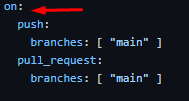 on:
  push:
    branches: [ "main" ]
  pull_request:
    branches: [ "main" ]